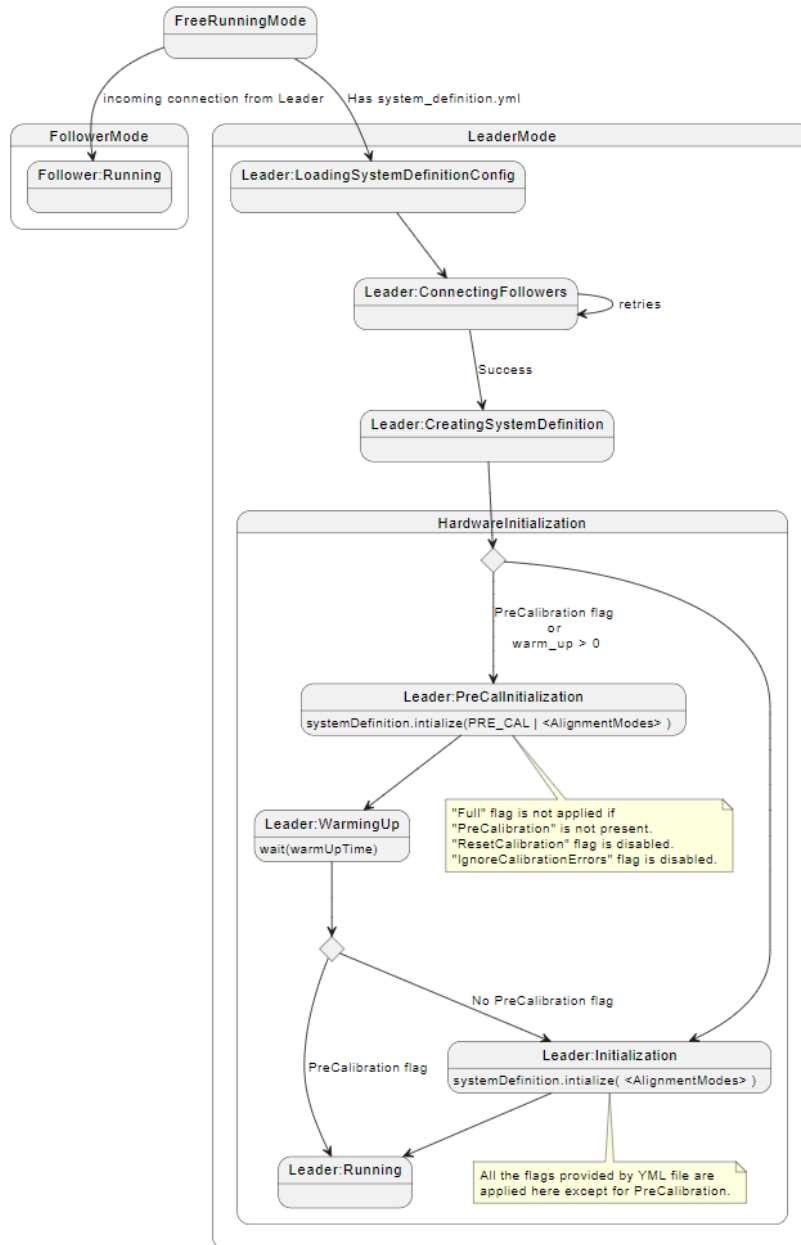 FreeRunningMode
incoming connection from Leader
Has system_definition.yml
FollowerMode
LeaderMode
Follower:Running
Leader:LoadingSystemDefinitionConfig
Leader:ConnectingFollowers
retries
Success
Leader:CreatingSystemDefinition
HardwareInitialization
PreCalibration flag
or
warm_up > 0
Leader:PreCalInitialization
systemDefinition.intialize(PRE_CAL | <AlignmentModes> )
Leader:WarmingUp
wait(warmUpTime)
"Full" flag is not applied if
"PreCalibration" is not present.
"ResetCalibration" flag is disabled.
"IgnoreCalibrationErrors" flag is disabled.
No PreCalibration flag
PreCalibration flag
Leader:Initialization
systemDefinition.intialize( <AlignmentModes> )
Leader:Running
All the flags provided by YML file are
applied here except for PreCalibration.